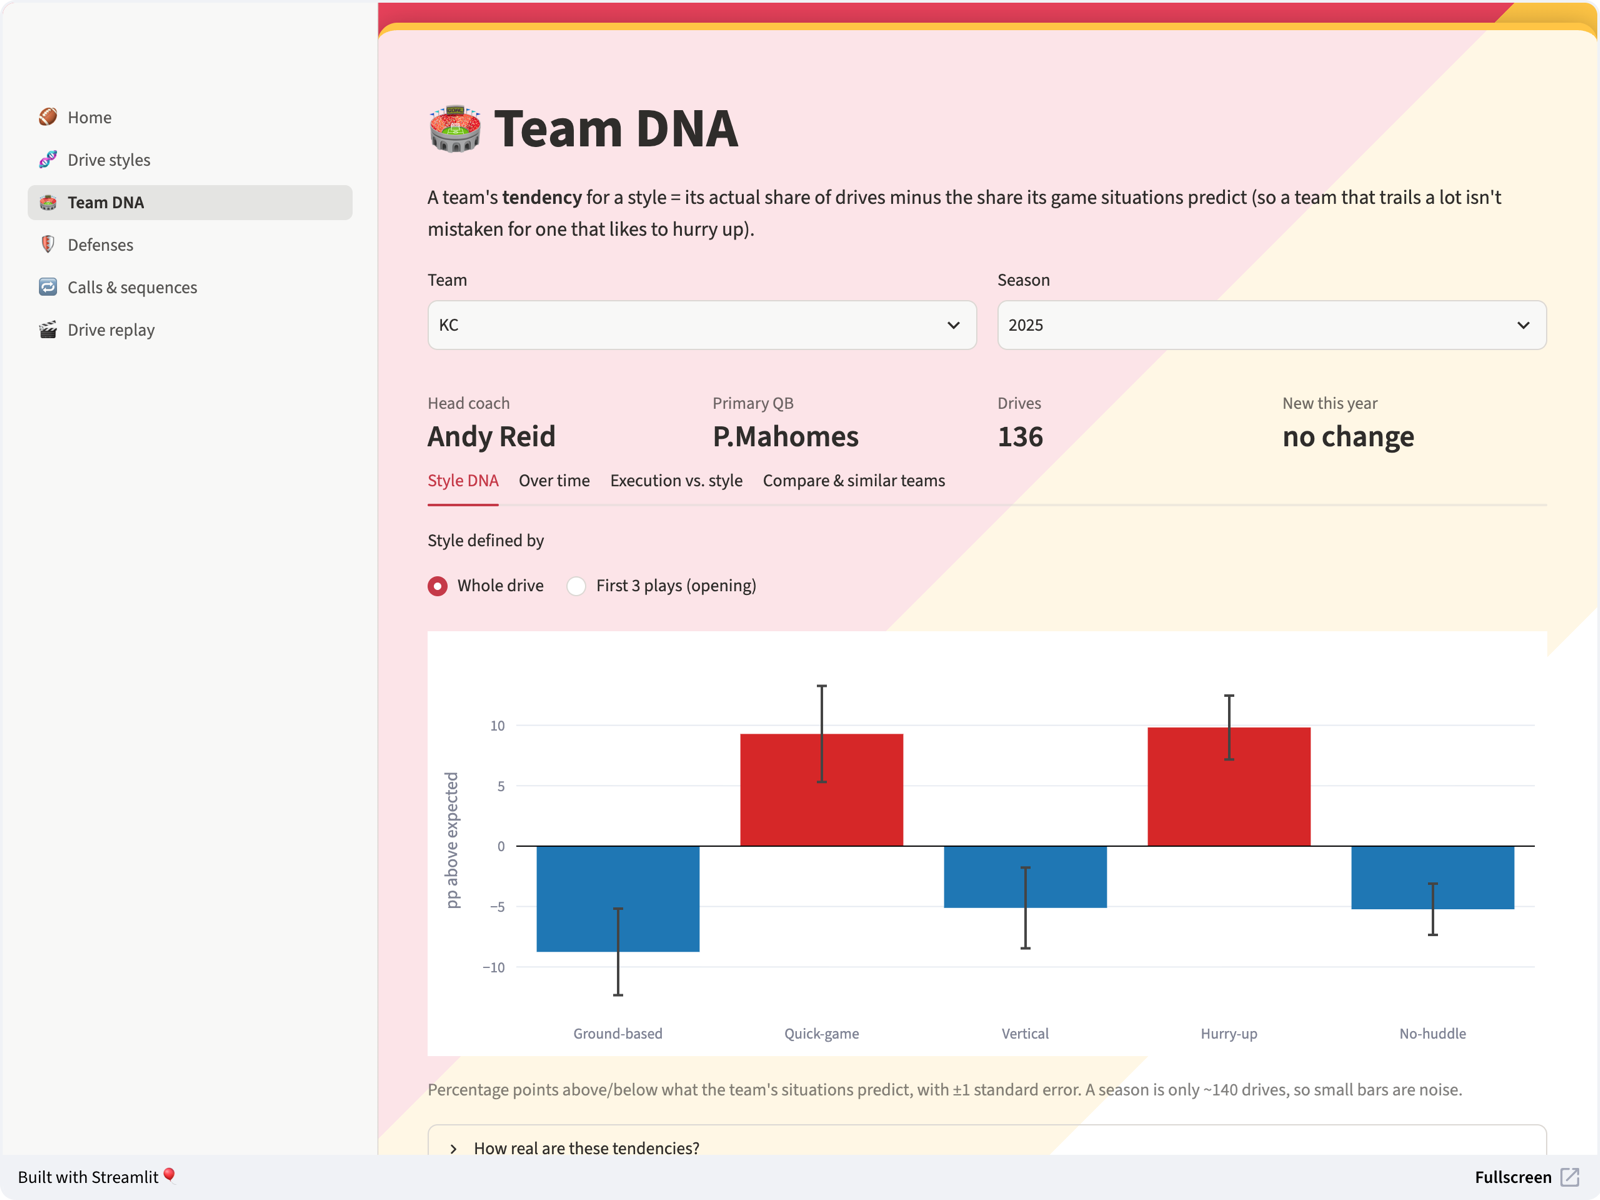 Home
Drive styles
Team DNA
Defenses
Calls & sequences
Drive replay
Team DNA
A team's tendency for a style = its actual share of drives minus the share its game situations predict (so a team that trails a lot isn't
mistaken for one that likes to hurry up).
Team
Season
KC
2025
Head coach
Primary QB
Drives
New this year
Andy Reid
P.Mahomes
136
no change
Style DNA
Over time
Execution vs. style
Compare & similar teams
Style defined by
Whole drive
First 3 plays (opening)
pp above expected
10
5
0
−5
−10
Ground-based
Quick-game
Vertical
Hurry-up
No-huddle
Percentage points above/below what the team's situations predict, with ±1 standard error. A season is only ~140 drives, so small bars are noise.
How real are these tendencies?
Built with Streamlit
Fullscreen